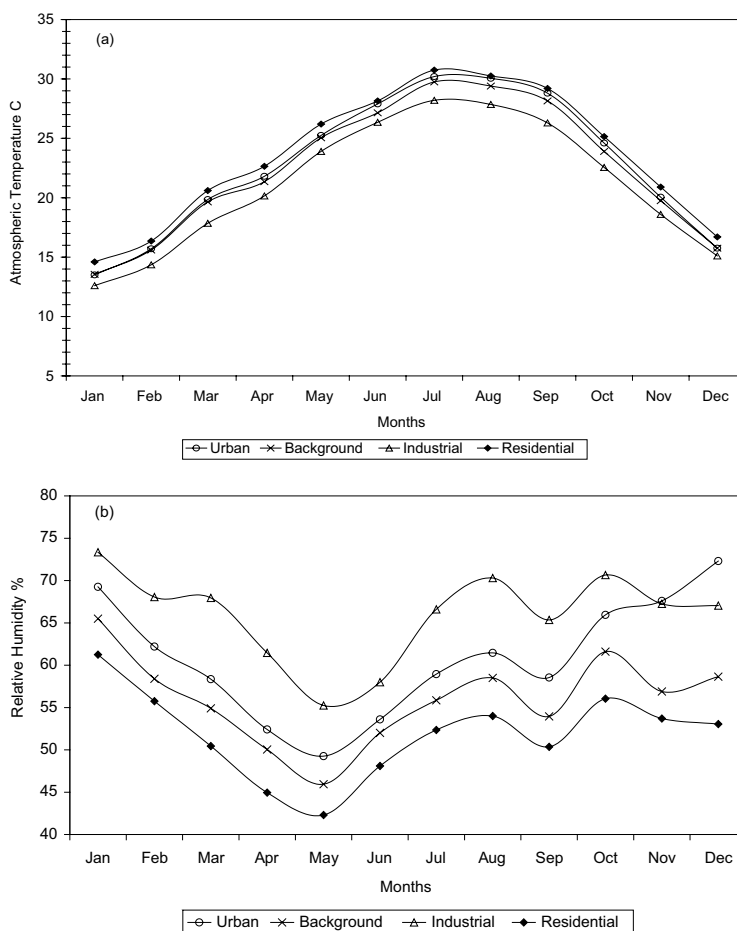 (a)
Atmospheric Temperature C
35
30
25
20
15
10
5
Jan Feb Mar Apr May Jun Jul Aug Sep Oct Nov Dec
Months
Urban Background Industrial Residential
(b)
Relative Humidity %
80
75
70
65
60
55
50
45
40
Jan Feb Mar Apr May Jun Jul Aug Sep Oct Nov Dec
Months
Urban Background Industrial Residential